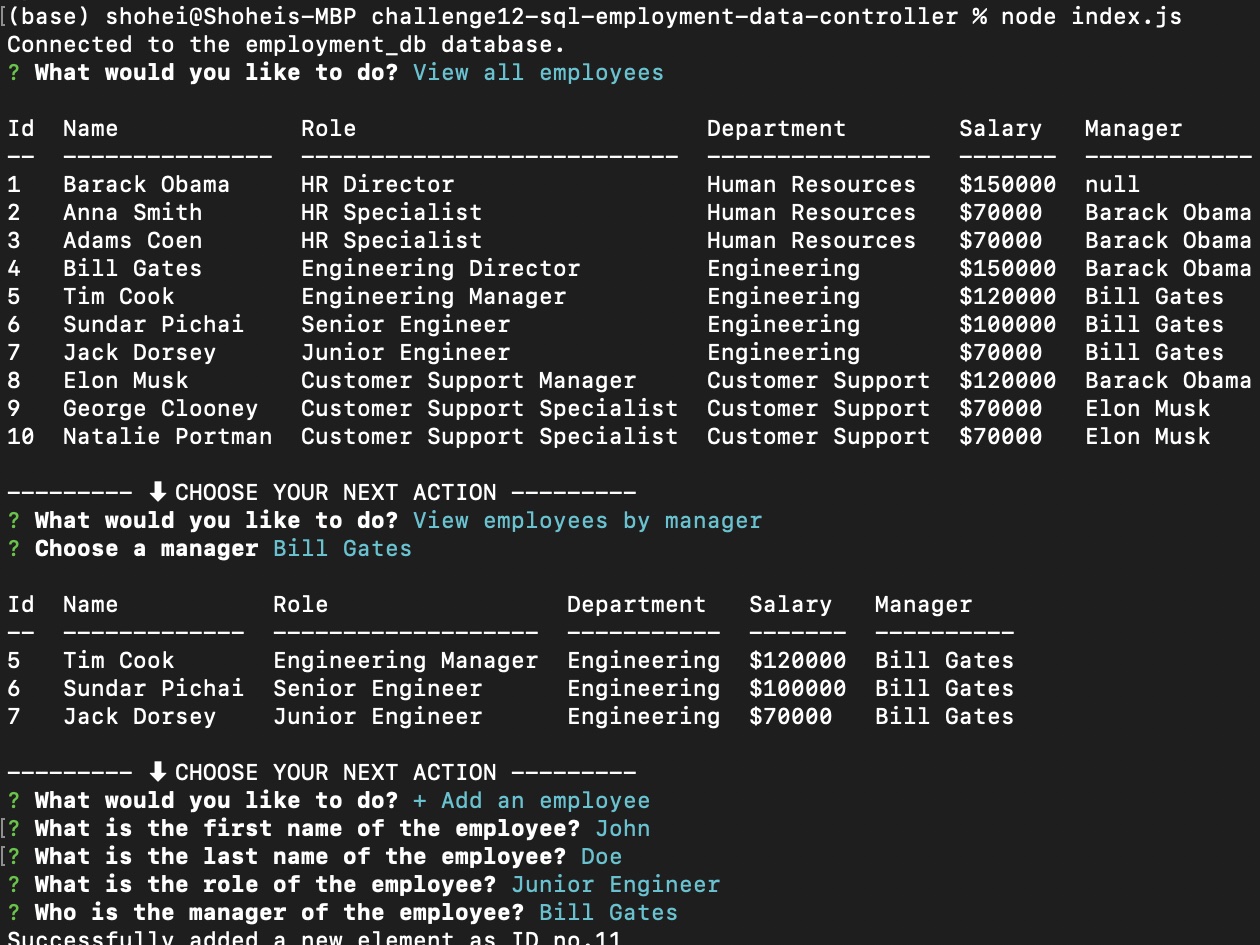 (base) shohei@Shoheis-MBP challenge12-sql-employment-data-controller % node index.js
Connected to the employment_db database.
? What would you like to do? View all employees
Id  Name             Role                         Department        Salary   Manager
--  ---------------  ---------------------------  ----------------  -------  ------------
1   Barack Obama     HR Director                  Human Resources   $150000  null
2   Anna Smith       HR Specialist                Human Resources   $70000   Barack Obama
3   Adams Coen       HR Specialist                Human Resources   $70000   Barack Obama
4   Bill Gates       Engineering Director         Engineering       $150000  Barack Obama
5   Tim Cook         Engineering Manager          Engineering       $120000  Bill Gates
6   Sundar Pichai    Senior Engineer              Engineering       $100000  Bill Gates
7   Jack Dorsey      Junior Engineer              Engineering       $70000   Bill Gates
8   Elon Musk        Customer Support Manager     Customer Support  $120000  Barack Obama
9   George Clooney   Customer Support Specialist  Customer Support  $70000   Elon Musk
10  Natalie Portman  Customer Support Specialist  Customer Support  $70000   Elon Musk
--------- ⬇ CHOOSE YOUR NEXT ACTION ---------
? What would you like to do? View employees by manager
? Choose a manager Bill Gates
Id  Name           Role                 Department   Salary   Manager
--  -------------  -------------------  -----------  -------  ----------
5   Tim Cook       Engineering Manager  Engineering  $120000  Bill Gates
6   Sundar Pichai  Senior Engineer      Engineering  $100000  Bill Gates
7   Jack Dorsey    Junior Engineer      Engineering  $70000   Bill Gates
--------- ⬇ CHOOSE YOUR NEXT ACTION ---------
? What would you like to do? + Add an employee
? What is the first name of the employee? John
? What is the last name of the employee? Doe
? What is the role of the employee? Junior Engineer
? Who is the manager of the employee? Bill Gates
Successfully added a new element as ID no.11